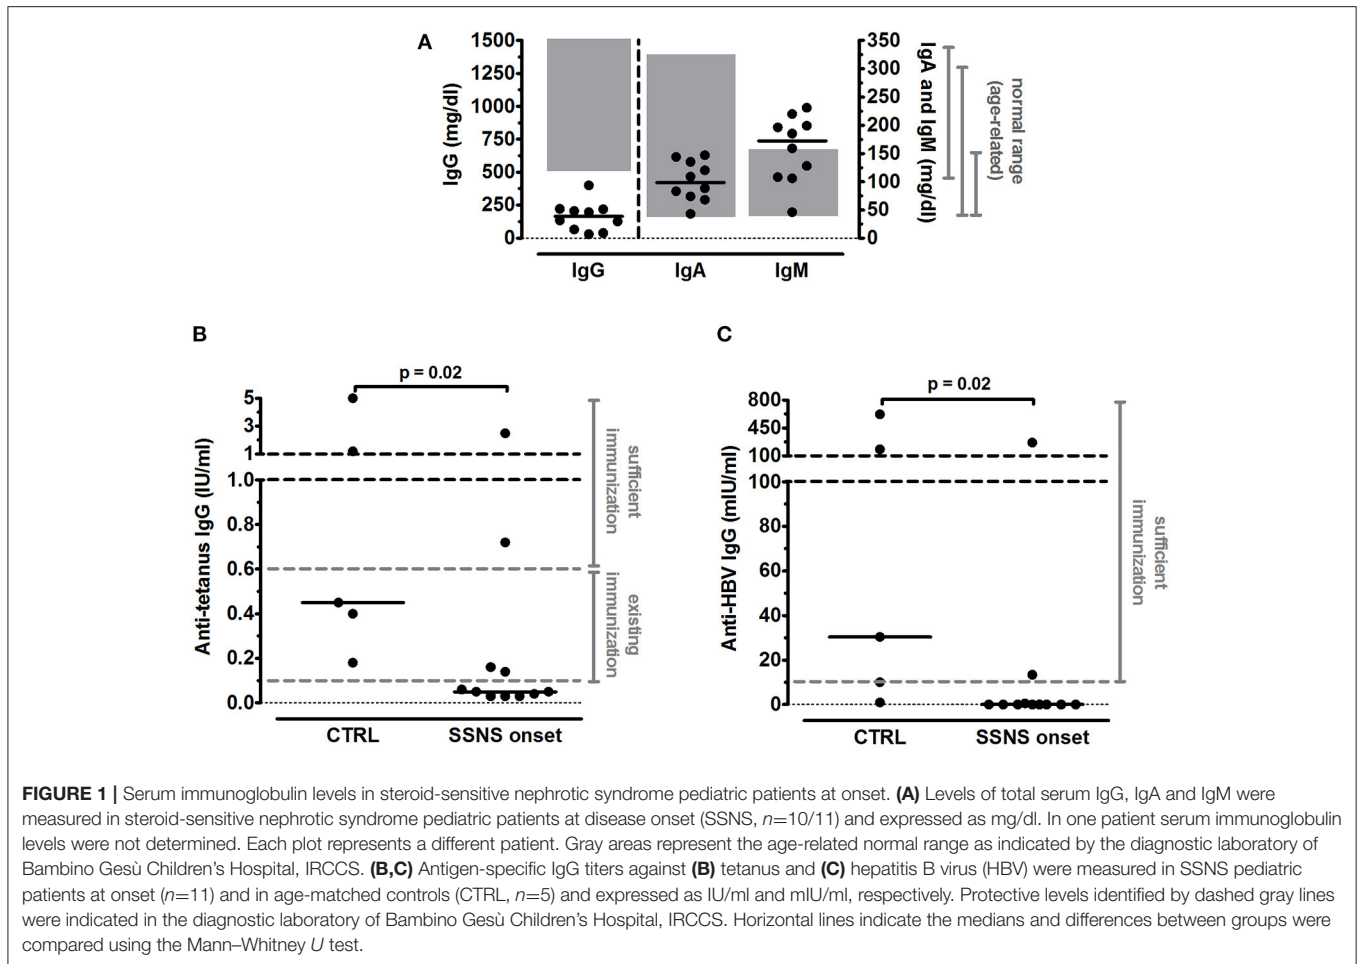 A
1500
1250
1000
750
500
250
0
IgG (mg/dl)
350
300
250
200
150
100
50
0
IgA and IgM (mg/dl)
normal range
(age-related)
IgG
IgA
IgM
B
p = 0.02
5
3
1
1.0
0.8
0.6
0.4
0.2
0.0
Anti-tetanus IgG (IU/ml)
sufficient
immunization
existing
immunization
CTRL
SSNS onset
C
p = 0.02
800
450
100
100
80
60
40
20
0
Anti-HBV IgG (mIU/ml)
sufficient
immunization
CTRL
SSNS onset
FIGURE 1 | Serum immunoglobulin levels in steroid-sensitive nephrotic syndrome pediatric patients at onset. (A) Levels of total serum IgG, IgA and IgM were
measured in steroid-sensitive nephrotic syndrome pediatric patients at disease onset (SSNS, n=10/11) and expressed as mg/dl. In one patient serum immunoglobulin
levels were not determined. Each plot represents a different patient. Gray areas represent the age-related normal range as indicated by the diagnostic laboratory of
Bambino Gesù Children's Hospital, IRCCS. (B,C) Antigen-specific IgG titers against (B) tetanus and (C) hepatitis B virus (HBV) were measured in SSNS pediatric
patients at onset (n=11) and in age-matched controls (CTRL, n=5) and expressed as IU/ml and mIU/ml, respectively. Protective levels identified by dashed gray lines
were indicated in the diagnostic laboratory of Bambino Gesù Children's Hospital, IRCCS. Horizontal lines indicate the medians and differences between groups were
compared using the Mann–Whitney U test.